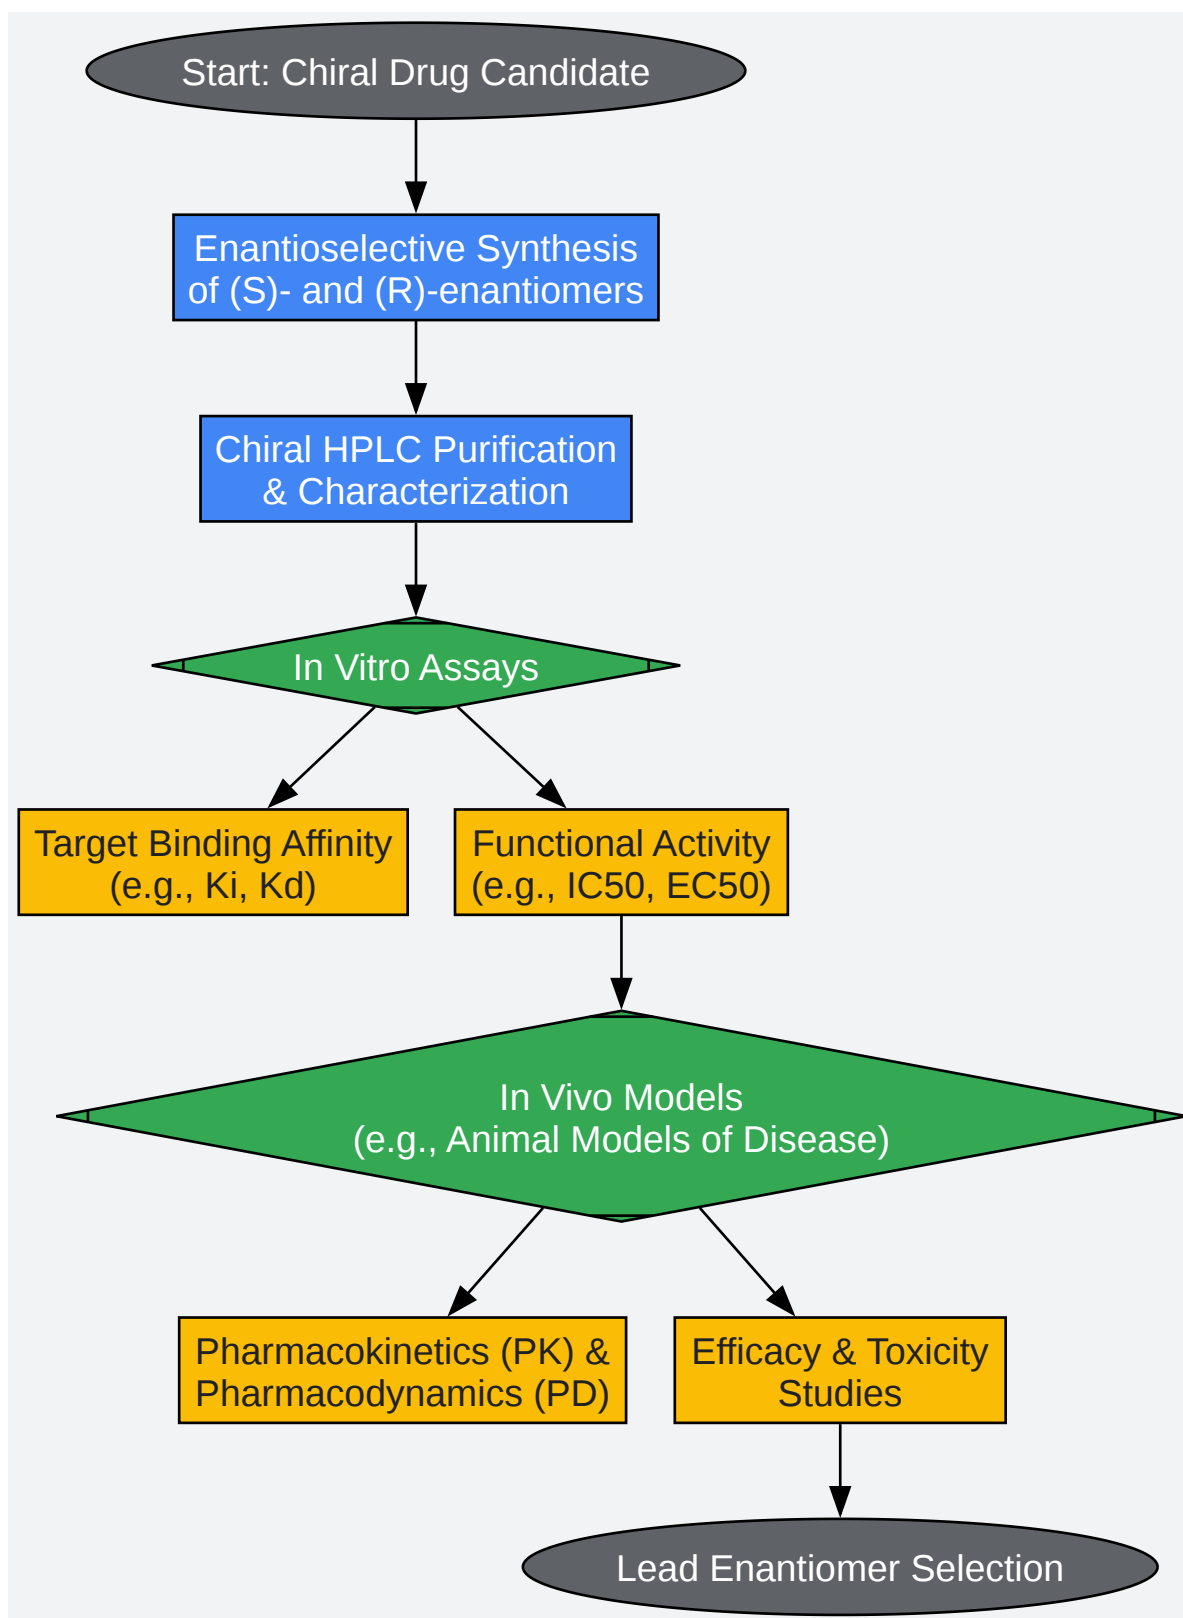 Start: Chiral Drug Candidate
Enantioselective Synthesis
of (S)- and (R)-enantiomers
Chiral HPLC Purification
& Characterization
In Vitro Assays
Target Binding Affinity
(e.g., Ki, Kd)
Functional Activity
(e.g., IC50, EC50)
In Vivo Models
(e.g., Animal Models of Disease)
Pharmacokinetics (PK) &
Pharmacodynamics (PD)
Efficacy & Toxicity
Studies
Lead Enantiomer Selection